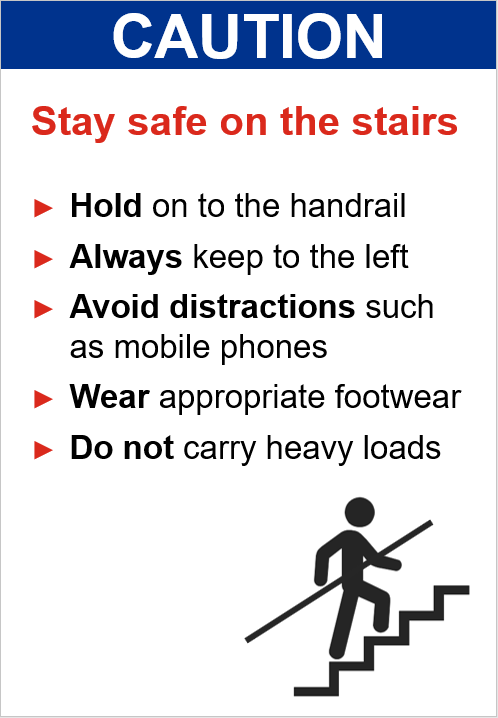 CAUTION
Stay safe on the stairs
► Hold on to the handrail
► Always keep to the left
► Avoid distractions such
as mobile phones
► Wear appropriate footwear
► Do not carry heavy loads